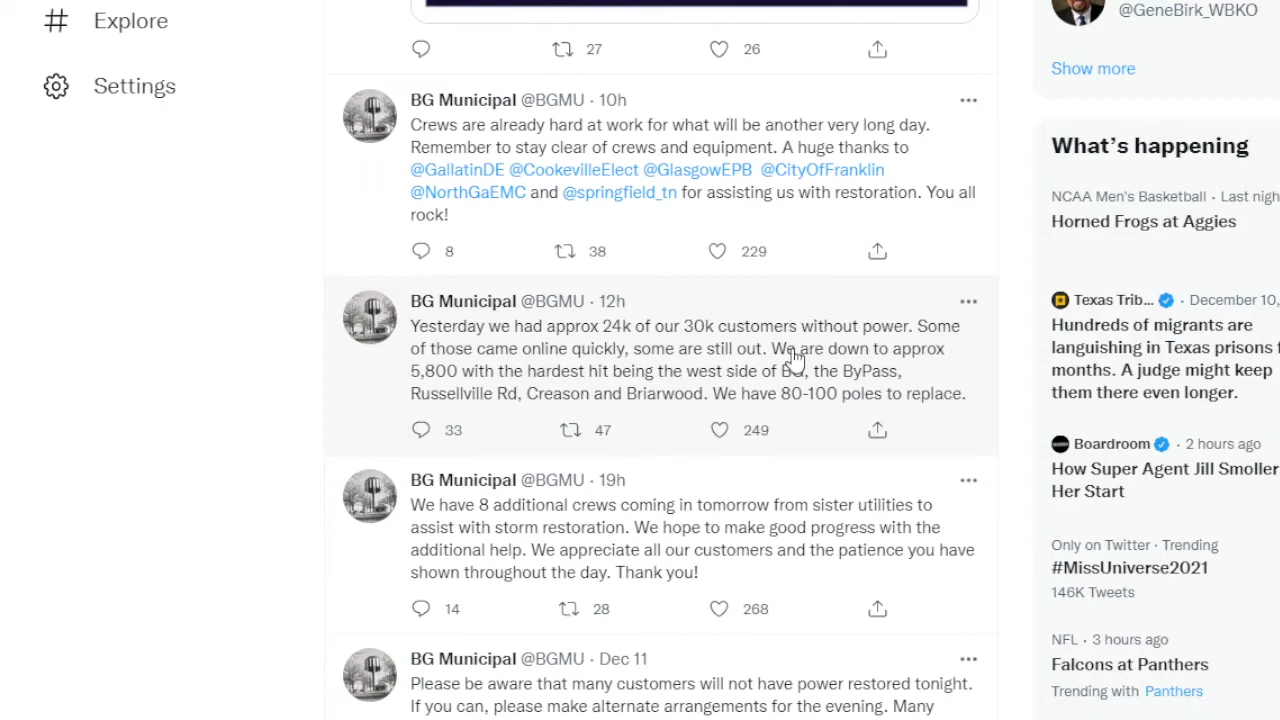 Explore
Settings
27
26
BG Municipal @BGMU · 10h
Crews are already hard at work for what will be another very long day.
Remember to stay clear of crews and equipment. A huge thanks to
@GallatinDE @CookevilleElect @GlasgowEPB @CityOfFranklin
@NorthGaEMC and @springfield_tn for assisting us with restoration. You all
rock!
8
38
229
BG Municipal @BGMU · 12h
Yesterday we had approx 24k of our 30k customers without power. Some
of those came online quickly, some are still out. We are down to approx
5,800 with the hardest hit being the west side of BG, the ByPass,
Russellville Rd, Creason and Briarwood. We have 80-100 poles to replace.
33
47
249
BG Municipal @BGMU · 19h
We have 8 additional crews coming in tomorrow from sister utilities to
assist with storm restoration. We hope to make good progress with the
additional help. We appreciate all our customers and the patience you have
shown throughout the day. Thank you!
14
28
268
BG Municipal @BGMU · Dec 11
Please be aware that many customers will not have power restored tonight.
If you can, please make alternate arrangements for the evening. Many
@GeneBirk_WBKO
Show more
What's happening
NCAA Men's Basketball · Last nigh
Horned Frogs at Aggies
Texas Trib... · December 10,
Hundreds of migrants are
languishing in Texas prisons f
months. A judge might keep
them there even longer.
Boardroom · 2 hours ago
How Super Agent Jill Smoller
Her Start
Only on Twitter · Trending
#MissUniverse2021
146K Tweets
NFL · 3 hours ago
Falcons at Panthers
Trending with Panthers